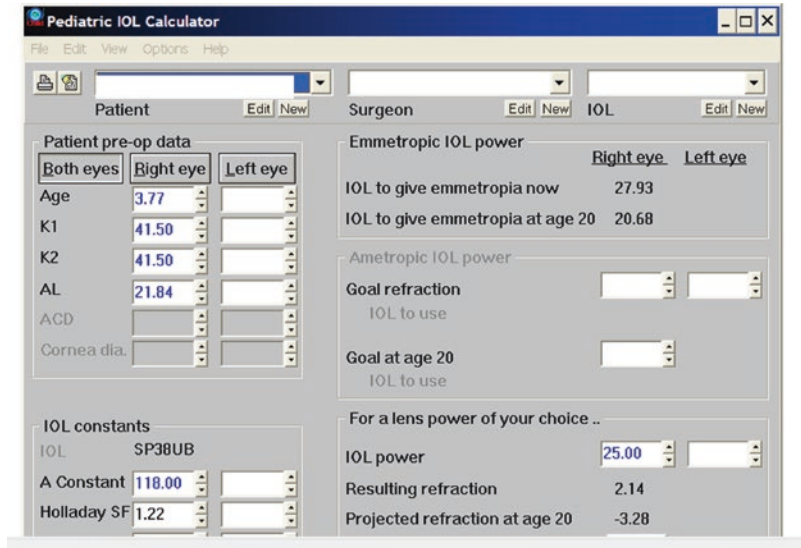 Pediatric IOL Calculator
File Edit View Options Help
Patient Edit New Surgeon Edit New IOL Edit New
Patient pre-op data
Both eyes Right eye Left eye
Age 3.77
K1 41.50
K2 41.50
AL 21.84
ACD
Cornea dia.
IOL constants
IOL SP38UB
A Constant 118.00
Holladay SF 1.22
Emmetropic IOL power
Right eye Left eye
IOL to give emmetropia now 27.93
IOL to give emmetropia at age 20 20.68
Ametropic IOL power
Goal refraction
IOL to use
Goal at age 20
IOL to use
For a lens power of your choice ..
IOL power 25.00
Resulting refraction 2.14
Projected refraction at age 20 -3.28